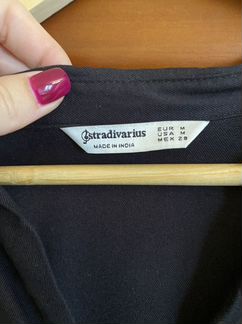 stradivarius
MADE IN INDIA
EUR M
USA M
MEX 28